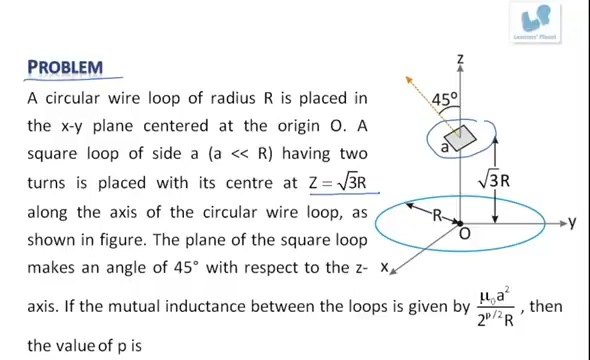 Learners' Planet
PROBLEM
A circular wire loop of radius R is placed in
the x-y plane centered at the origin O. A
square loop of side a (a << R) having two
turns is placed with its centre at Z = √3R
along the axis of the circular wire loop, as
shown in figure. The plane of the square loop
makes an angle of 45° with respect to the z-
axis. If the mutual inductance between the loops is given by μ₀a²/2^(p/2)R , then
the value of p is
z
45°
a
√3R
R
O
y
x